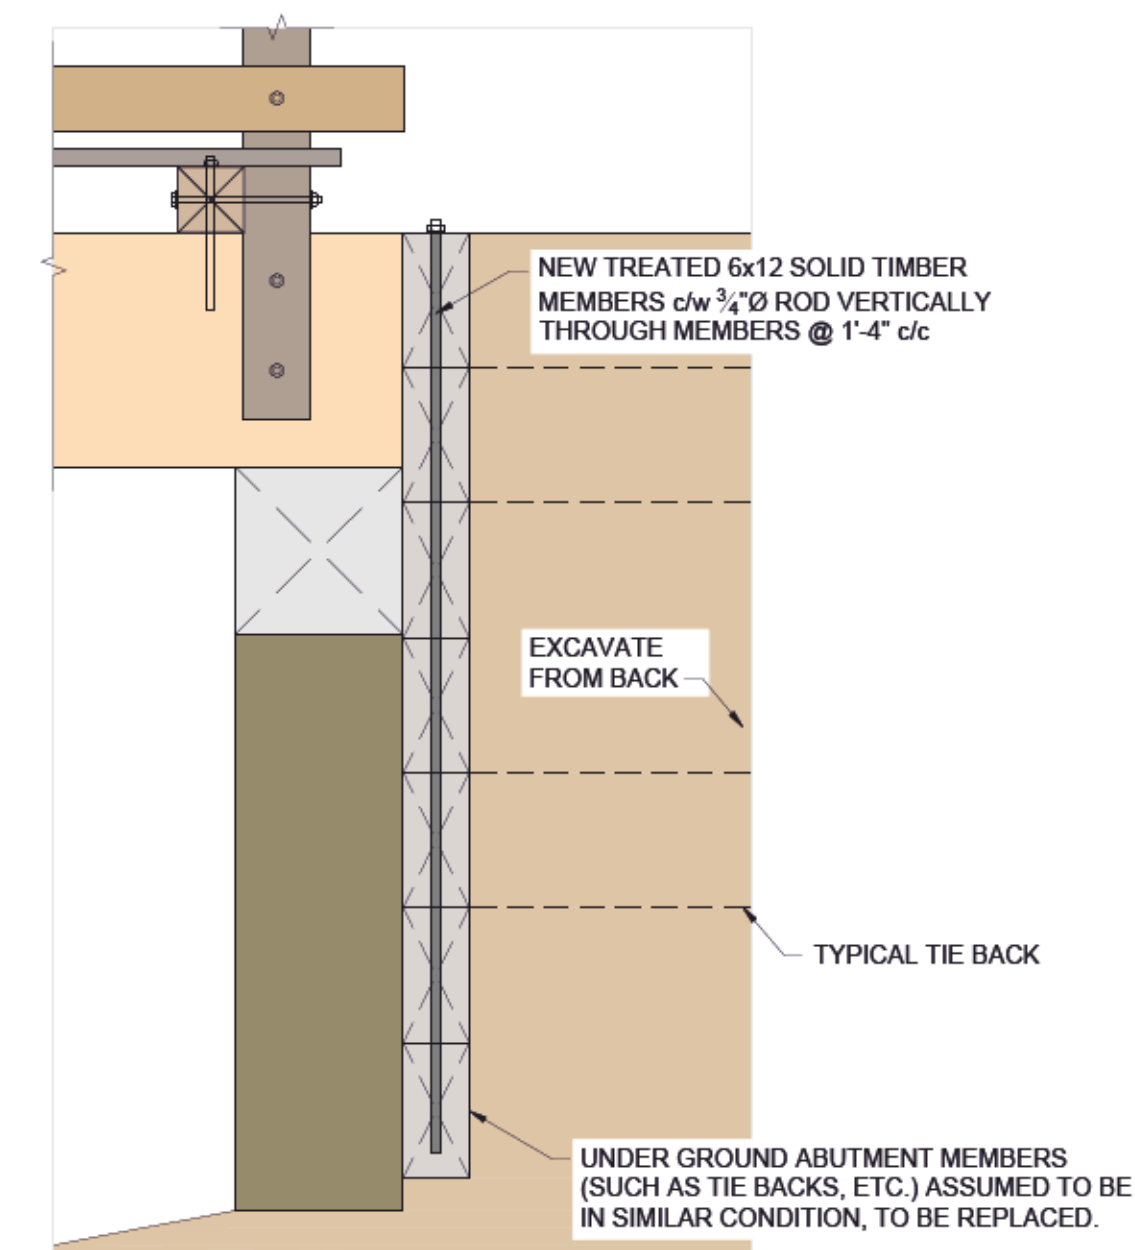 NEW TREATED 6x12 SOLID TIMBER
MEMBERS c/w ¾"Ø ROD VERTICALLY
THROUGH MEMBERS @ 1'-4" c/c
EXCAVATE
FROM BACK
TYPICAL TIE BACK
UNDER GROUND ABUTMENT MEMBERS
(SUCH AS TIE BACKS, ETC.) ASSUMED TO BE
IN SIMILAR CONDITION, TO BE REPLACED.